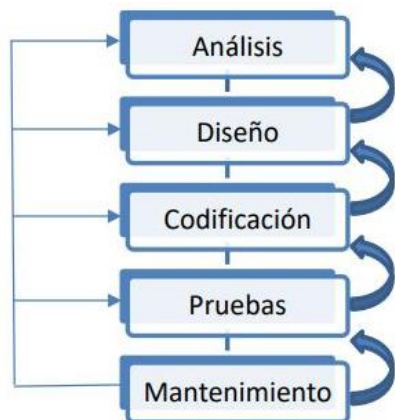 Análisis
Diseño
Codificación
Pruebas
Mantenimiento